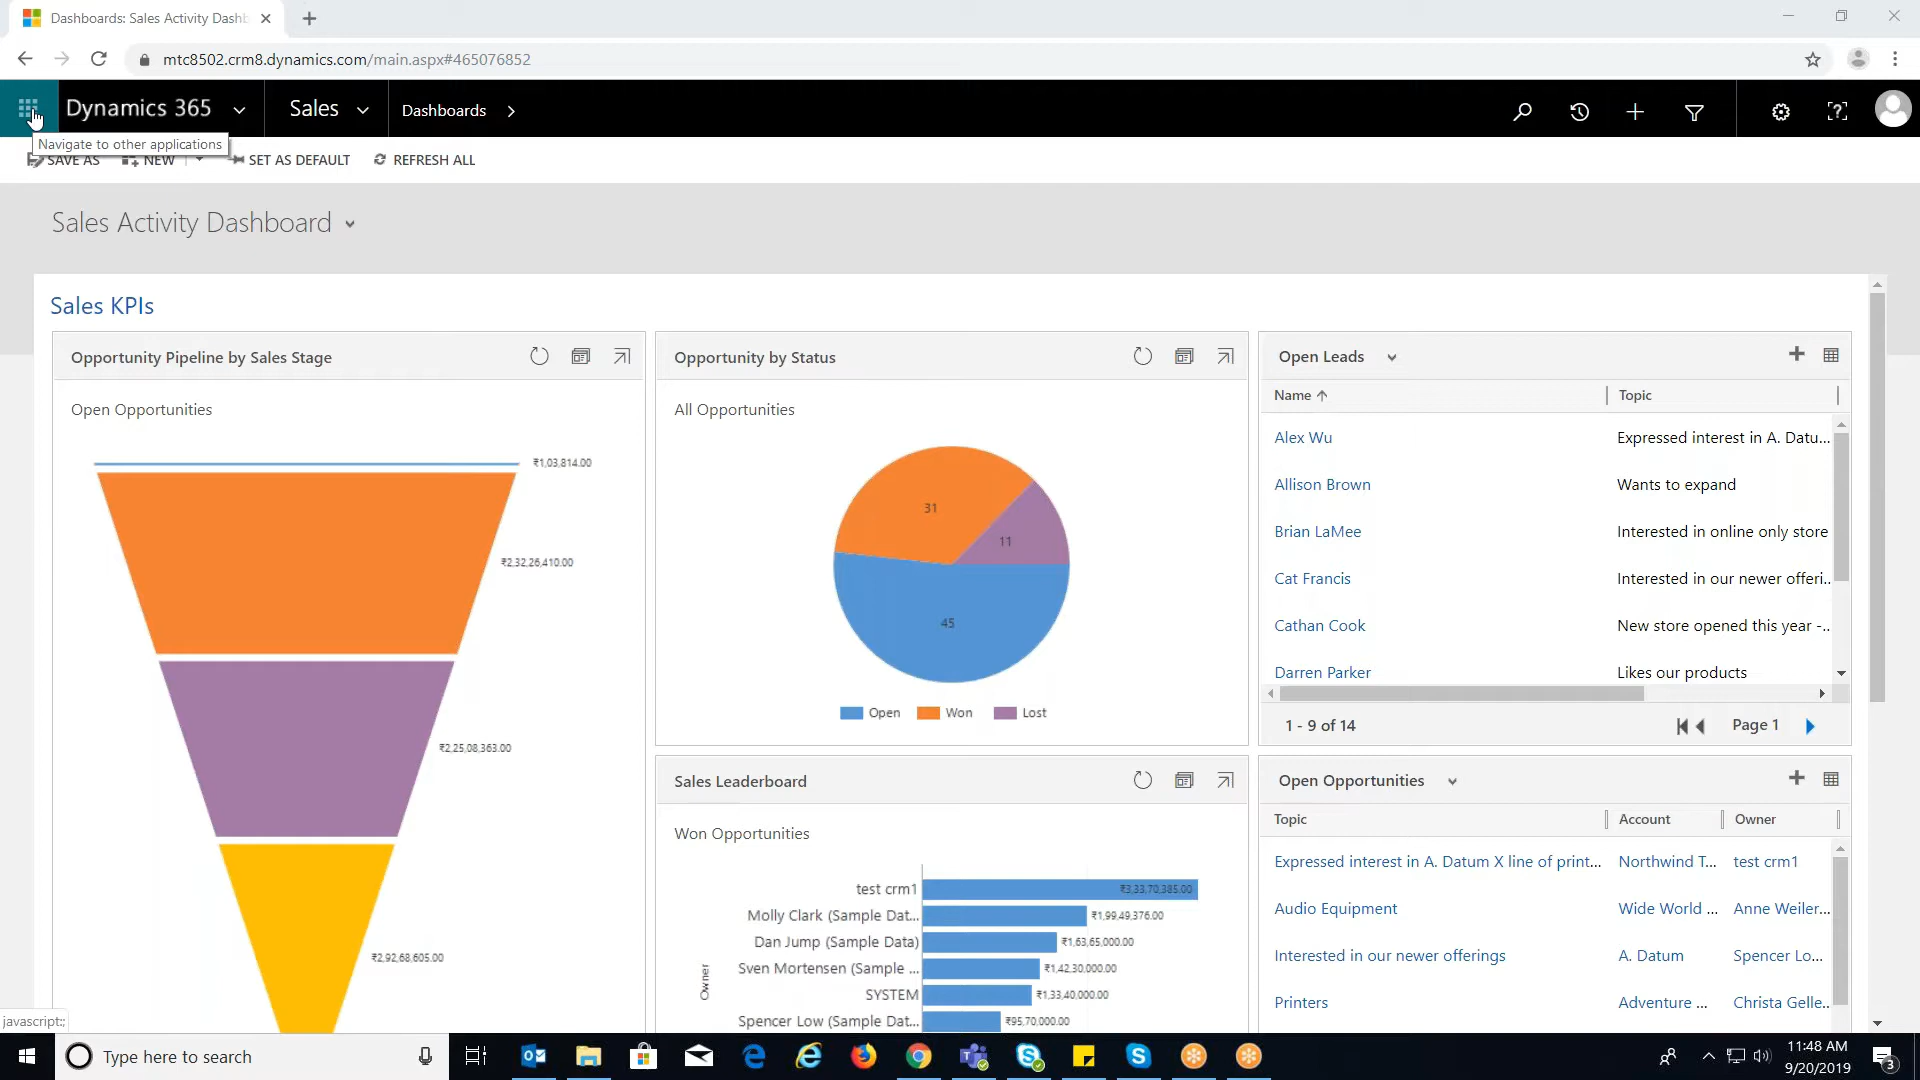 Dashboards: Sales Activity Dashb
mtc8502.crm8.dynamics.com/main.aspx#465076852
Dynamics 365
Sales
Dashboards
Navigate to other applications
SAVE AS
NEW
SET AS DEFAULT
REFRESH ALL
Sales Activity Dashboard
Sales KPIs
Opportunity Pipeline by Sales Stage
Open Opportunities
₹1,03,814.00
₹2,32,26,410.00
₹2,25,08,363.00
₹2,92,68,605.00
Opportunity by Status
All Opportunities
31
11
45
Open
Won
Lost
Open Leads
Name
Topic
Alex Wu
Expressed interest in A. Datu...
Allison Brown
Wants to expand
Brian LaMee
Interested in online only store
Cat Francis
Interested in our newer offeri..
Cathan Cook
New store opened this year -..
Darren Parker
Likes our products
1 - 9 of 14
Page 1
Sales Leaderboard
Won Opportunities
Owner
test crm1
₹3,33,70,385.00
Molly Clark (Sample Dat...
₹1,99,49,376.00
Dan Jump (Sample Data)
₹1,63,65,000.00
Sven Mortensen (Sample ...
₹1,42,30,000.00
SYSTEM
₹1,33,40,000.00
Spencer Low (Sample Dat...
₹95,70,000.00
Open Opportunities
Topic
Account
Owner
Expressed interest in A. Datum X line of print...
Northwind T...
test crm1
Audio Equipment
Wide World ...
Anne Weiler...
Interested in our newer offerings
A. Datum
Spencer Lo...
Printers
Adventure ...
Christa Gelle..
javascript:;
Type here to search
11:48 AM
9/20/2019
3